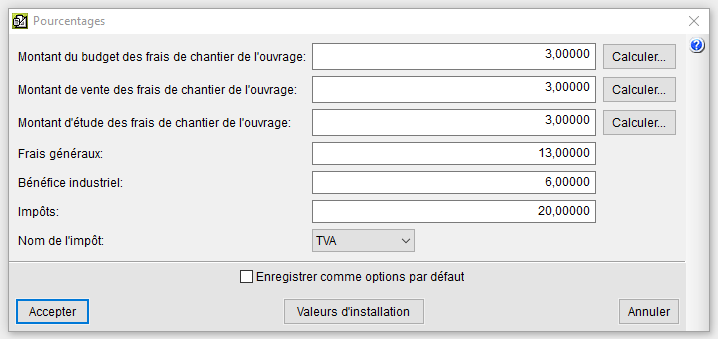 Pourcentages
Montant du budget des frais de chantier de l'ouvrage: 3,00000 Calculer...
Montant de vente des frais de chantier de l'ouvrage: 3,00000 Calculer...
Montant d'étude des frais de chantier de l'ouvrage: 3,00000 Calculer...
Frais généraux: 13,00000
Bénéfice industriel: 6,00000
Impôts: 20,00000
Nom de l'impôt: TVA
Enregistrer comme options par défaut
Accepter Valeurs d'installation Annuler